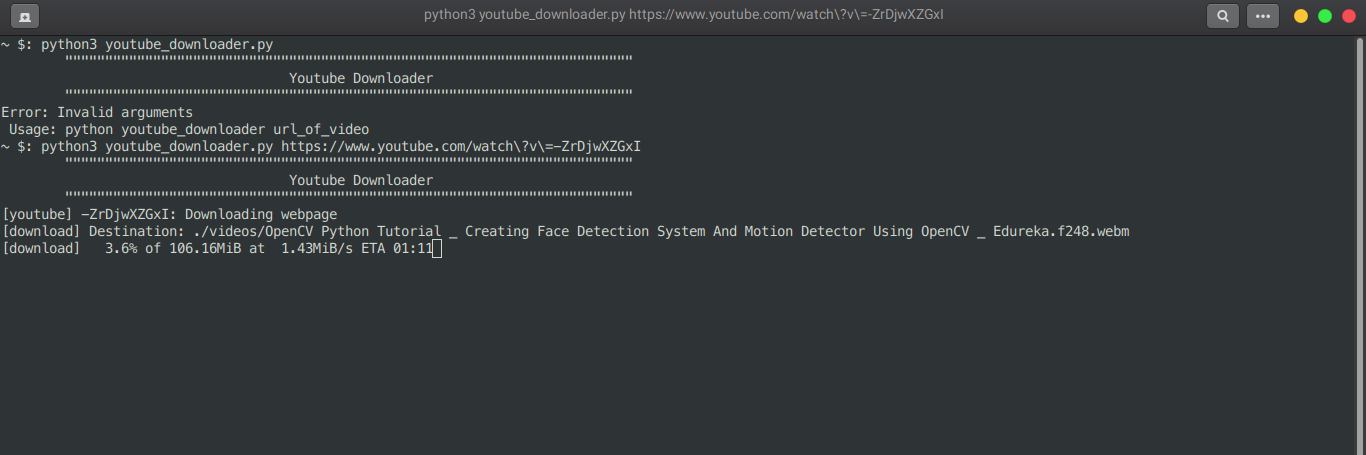 python3 youtube_downloader.py https://www.youtube.com/watch\?v\=-ZrDjwXZGxI
~ $: python3 youtube_downloader.py
"""""""""""""""""""""""""""""""""""""""""""""""""""""""""""""""""""""""
Youtube Downloader
"""""""""""""""""""""""""""""""""""""""""""""""""""""""""""""""""""""""
Error: Invalid arguments
Usage: python youtube_downloader url_of_video
~ $: python3 youtube_downloader.py https://www.youtube.com/watch\?v\=-ZrDjwXZGxI
"""""""""""""""""""""""""""""""""""""""""""""""""""""""""""""""""""""""
Youtube Downloader
"""""""""""""""""""""""""""""""""""""""""""""""""""""""""""""""""""""""
[youtube] -ZrDjwXZGxI: Downloading webpage
[download] Destination: ./videos/OpenCV Python Tutorial _ Creating Face Detection System And Motion Detector Using OpenCV _ Edureka.f248.webm
[download]   3.6% of 106.16MiB at  1.43MiB/s ETA 01:11